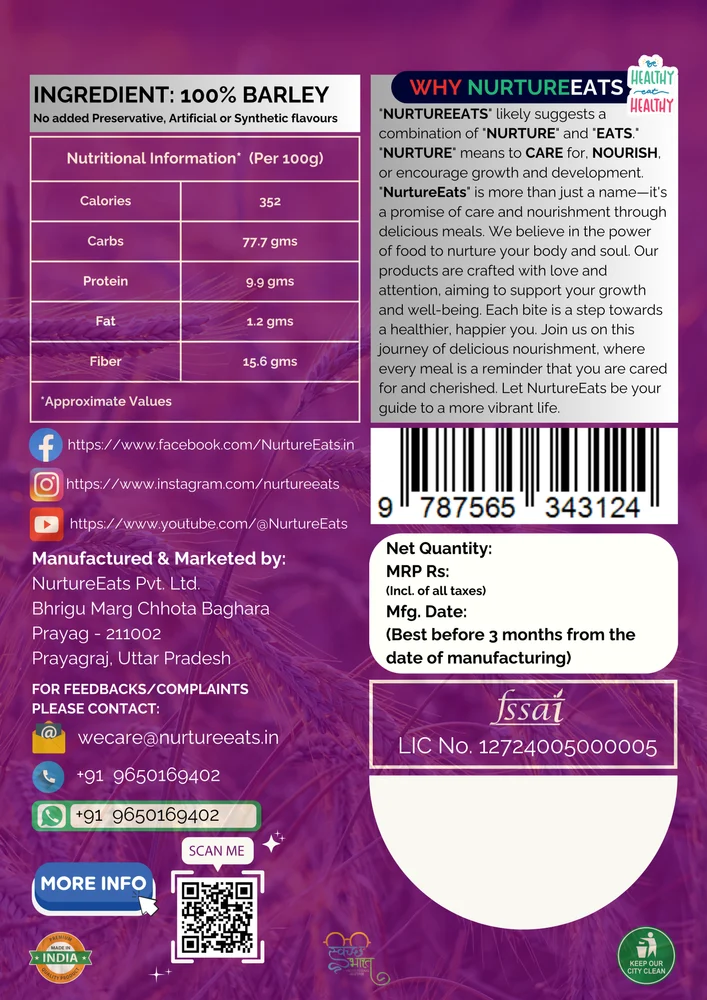 INGREDIENT: 100% BARLEY
No added Preservative, Artificial or Synthetic flavours
Nutritional Information* (Per 100g)
Calories 352
Carbs 77.7 gms
Protein 9.9 gms
Fat 1.2 gms
Fiber 15.6 gms
*Approximate Values
https://www.facebook.com/NurtureEats.in
https://www.instagram.com/nurtureeats
https://www.youtube.com/@NurtureEats
Manufactured & Marketed by:
NurtureEats Pvt. Ltd.
Bhrigu Marg Chhota Baghara
Prayag - 211002
Prayagraj, Uttar Pradesh
FOR FEEDBACKS/COMPLAINTS
PLEASE CONTACT:
wecare@nurtureeats.in
+91 9650169402
+91 9650169402
SCAN ME
MORE INFO
PREMIUM
MADE IN
INDIA
QUALITY PRODUCT
WHY NURTUREEATS
be
HEALTHY
eat
HEALTHY
"NURTUREEATS" likely suggests a
combination of "NURTURE" and "EATS."
"NURTURE" means to CARE for, NOURISH,
or encourage growth and development.
"NurtureEats" is more than just a name—it's
a promise of care and nourishment through
delicious meals. We believe in the power
of food to nurture your body and soul. Our
products are crafted with love and
attention, aiming to support your growth
and well-being. Each bite is a step towards
a healthier, happier you. Join us on this
journey of delicious nourishment, where
every meal is a reminder that you are cared
for and cherished. Let NurtureEats be your
guide to a more vibrant life.
9 787565 343124
Net Quantity:
MRP Rs:
(Incl. of all taxes)
Mfg. Date:
(Best before 3 months from the
date of manufacturing)
fssai
LIC No. 12724005000005
स्वच्छ
भारत
KEEP OUR
CITY CLEAN